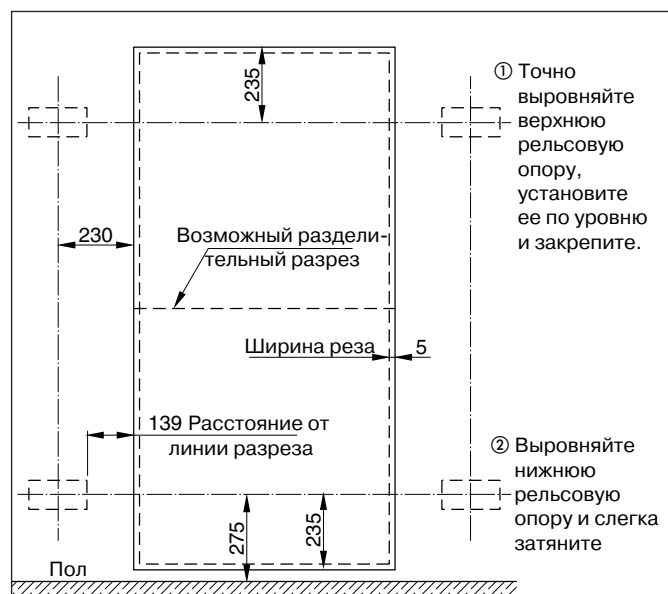 235
① Точно
выровняйте
верхнюю
рельсовую
опору,
установите
ее по уровню
и закрепите.
230
Возможный раздели-
тельный разрез
Ширина реза
5
139 Расстояние от
линии разреза
② Выровняйте
нижнюю
рельсовую
опору и слегка
затяните
275
235
Пол